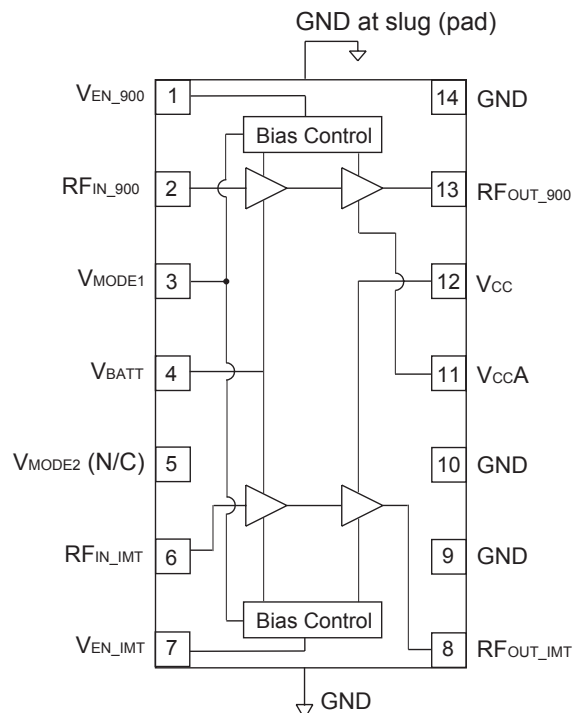 GND at slug (pad)
VEN_900 1
14 GND
Bias Control
RFIN_900 2
13 RFOUT_900
VMODE1 3
12 VCC
VBATT 4
11 VCCA
VMODE2 (N/C) 5
10 GND
RFIN_IMT 6
9 GND
Bias Control
VEN_IMT 7
8 RFOUT_IMT
GND